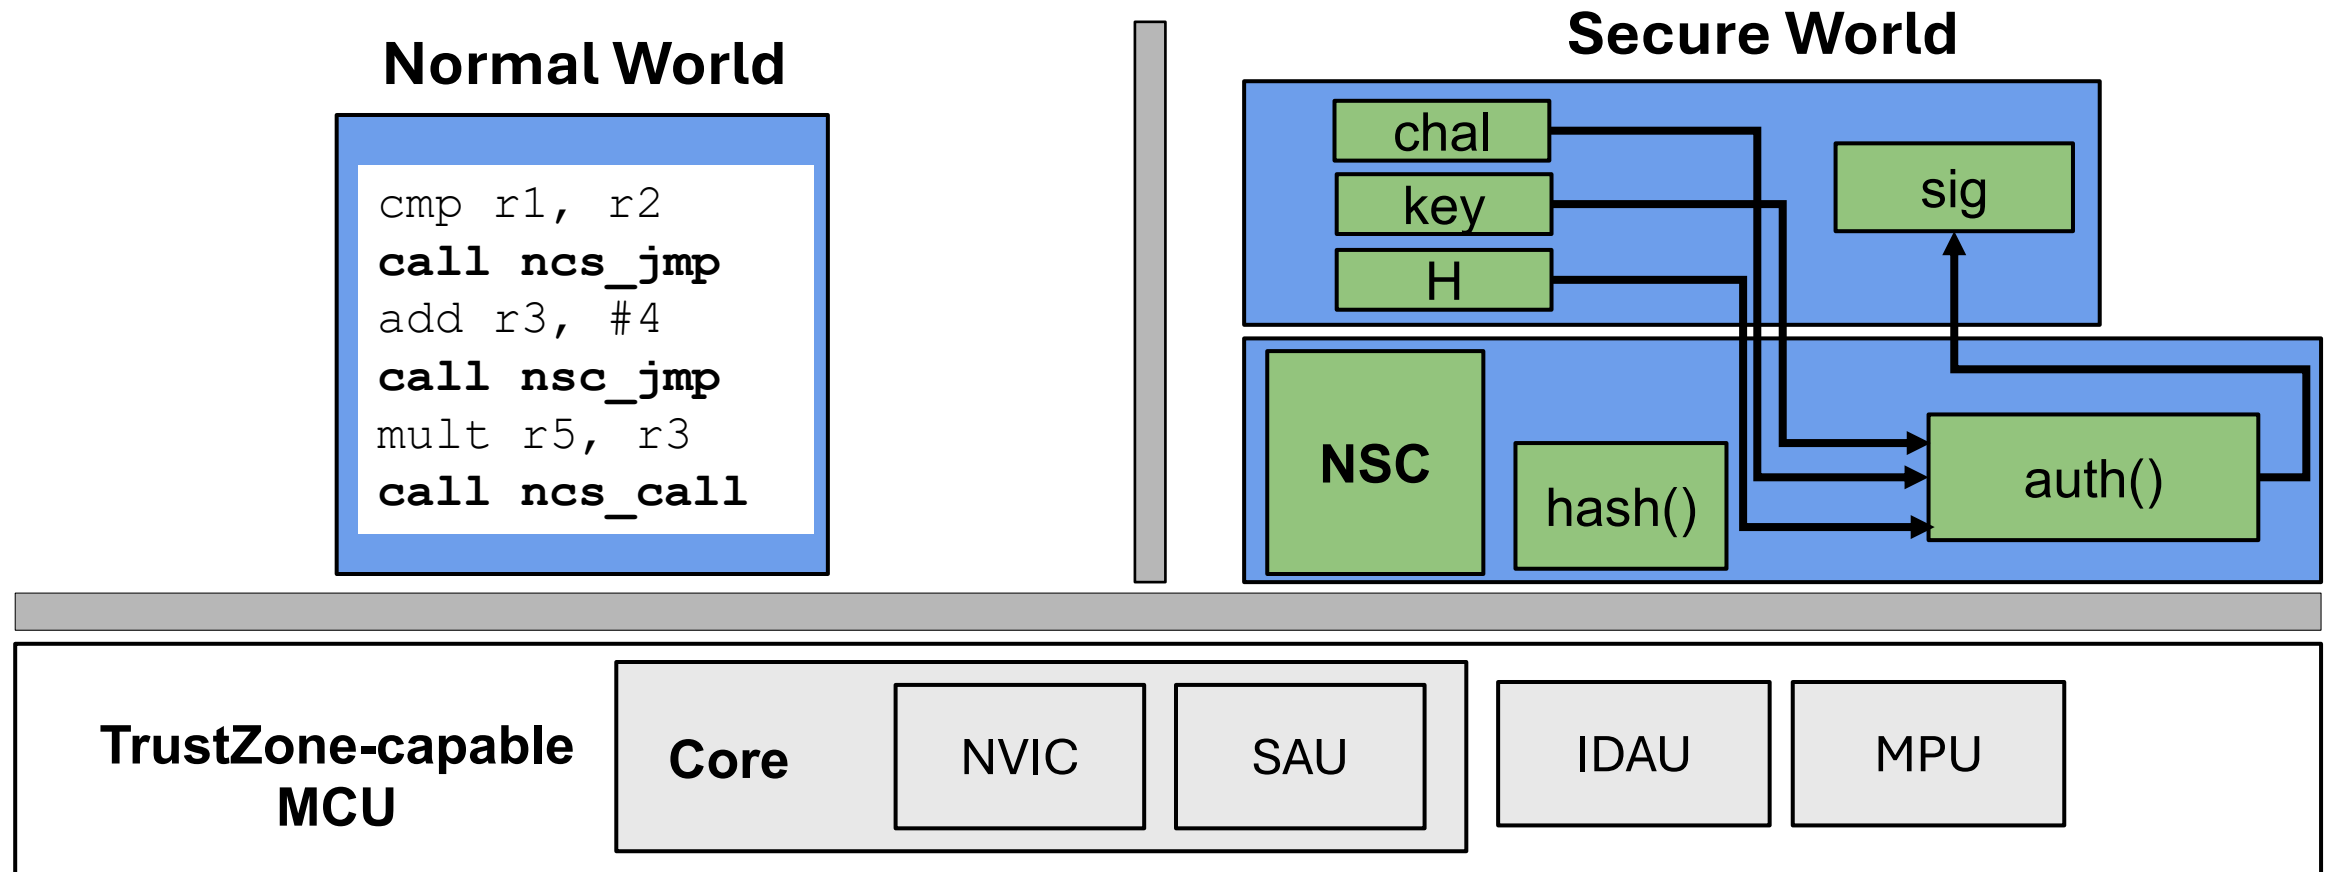 Normal World
cmp r1, r2
call ncs_jmp
add r3, #4
call nsc_jmp
mult r5, r3
call ncs_call
Secure World
chal
key
H
sig
NSC
hash()
auth()
TrustZone-capable
MCU
Core
NVIC
SAU
IDAU
MPU